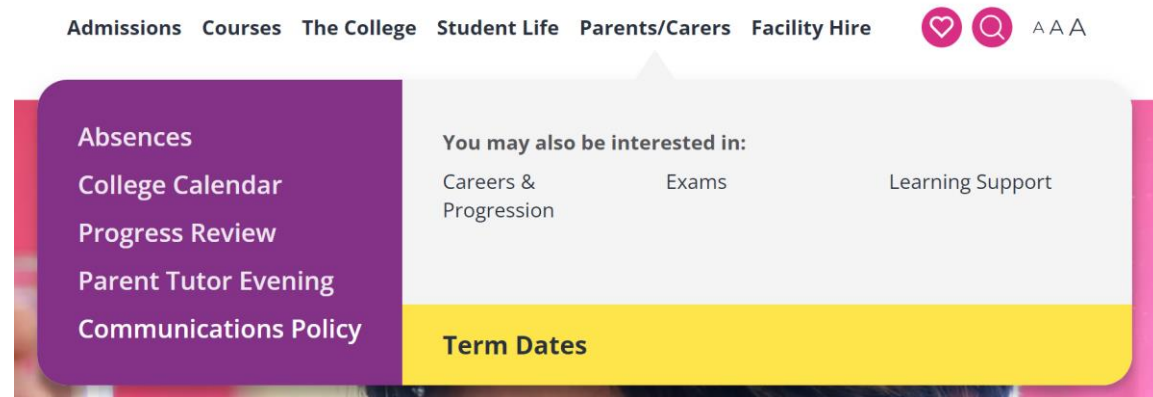 Admissions Courses The College Student Life Parents/Carers Facility Hire A A A
Absences
College Calendar
Progress Review
Parent Tutor Evening
Communications Policy
You may also be interested in:
Careers &
Progression
Exams
Learning Support
Term Dates